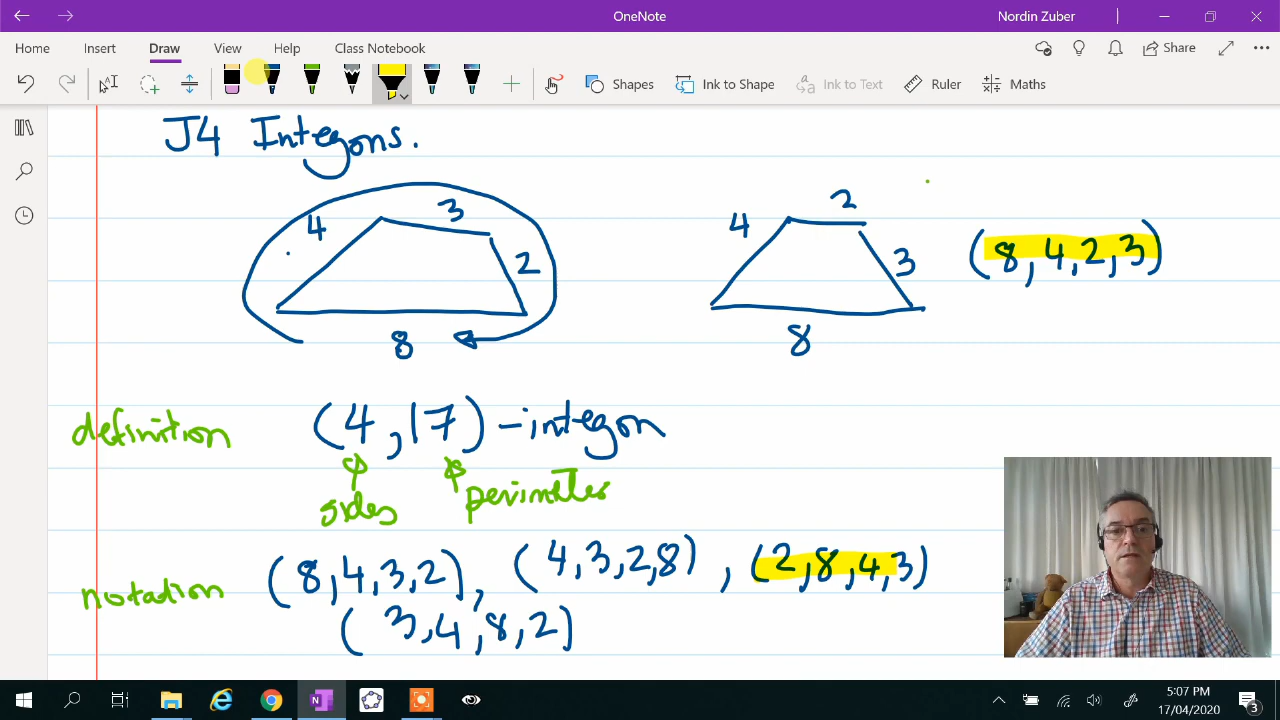 OneNote
Nordin Zuber
Home Insert Draw View Help Class Notebook
Share
Shapes
Ink to Shape
Ink to Text
Ruler
Maths
J4 Integons.
4 3 2 8
4 2 3 8
(8,4,2,3)
definition (4,17)-integon
sides perimeter
notation (8,4,3,2), (4,3,2,8), (2,8,4,3)
(3,4,8,2)
5:07 PM
17/04/2020
3